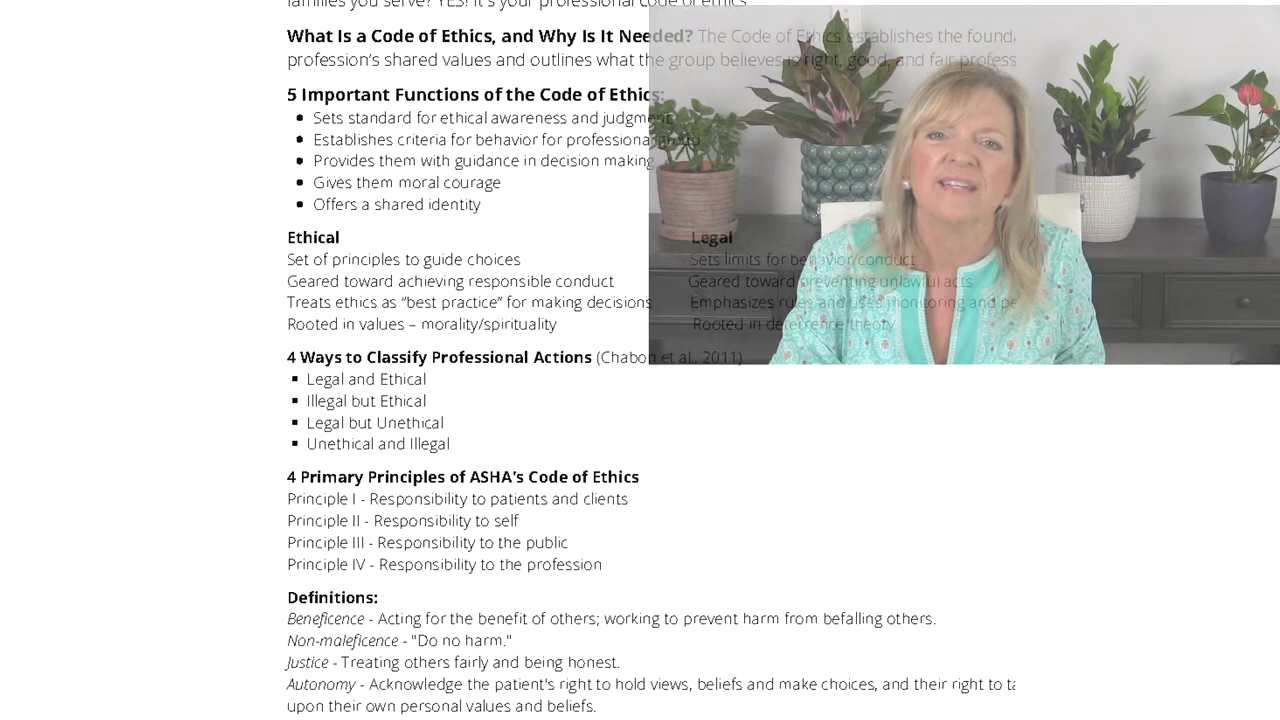 families you serve? YES! It's your professional code of ethics
What Is a Code of Ethics, and Why Is It Needed? The Code of Ethics establishes the
profession's shared values and outlines what the group believes is right, good, and fair
5 Important Functions of the Code of Ethics:
• Sets standard for ethical awareness and judgment
• Establishes criteria for behavior for professional group
• Provides them with guidance in decision making
• Gives them moral courage
• Offers a shared identity
Ethical Legal
Set of principles to guide choices Sets limits for behavior/conduct
Geared toward achieving responsible conduct Geared toward preventing unlawful acts
Treats ethics as “best practice” for making decisions Emphasizes rules and uses monitoring and
Rooted in values – morality/spirituality Rooted in deterrence theory
4 Ways to Classify Professional Actions (Chabon et al., 2011)
▪ Legal and Ethical
▪ Illegal but Ethical
▪ Legal but Unethical
▪ Unethical and Illegal
4 Primary Principles of ASHA's Code of Ethics
Principle I - Responsibility to patients and clients
Principle II - Responsibility to self
Principle III - Responsibility to the public
Principle IV - Responsibility to the profession
Definitions:
Beneficence - Acting for the benefit of others; working to prevent harm from befalling others.
Non-maleficence - "Do no harm."
Justice - Treating others fairly and being honest.
Autonomy - Acknowledge the patient's right to hold views, beliefs and make choices, and their right to
upon their own personal values and beliefs.